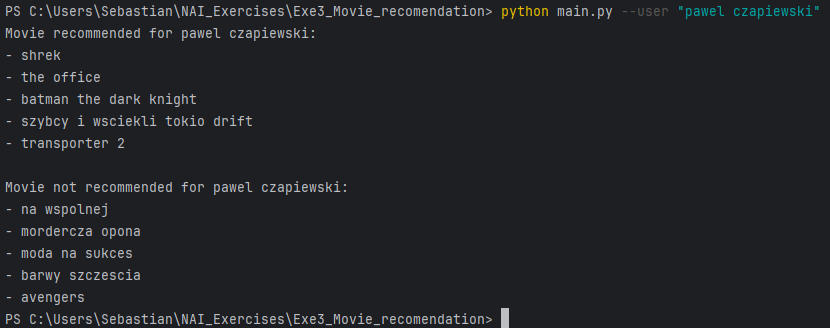 PS C:\Users\Sebastian\NAI_Exercises\Exe3_Movie_recomendation> python main.py --user "pawel czapiewski"
Movie recommended for pawel czapiewski:
- shrek
- the office
- batman the dark knight
- szybcy i wsciekli tokio drift
- transporter 2
Movie not recommended for pawel czapiewski:
- na wspolnej
- mordercza opona
- moda na sukces
- barwy szczescia
- avengers
PS C:\Users\Sebastian\NAI_Exercises\Exe3_Movie_recomendation>